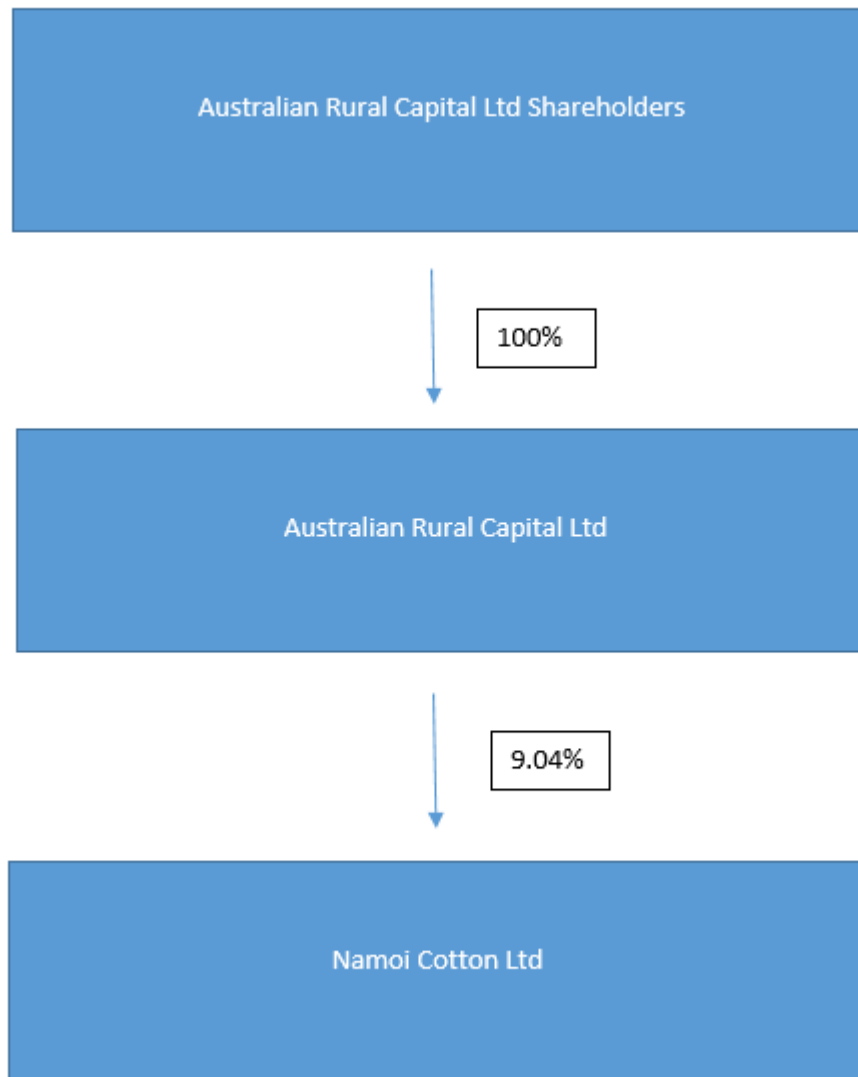 Australian Rural Capital Ltd Shareholders
100%
Australian Rural Capital Ltd
9.04%
Namoi Cotton Ltd